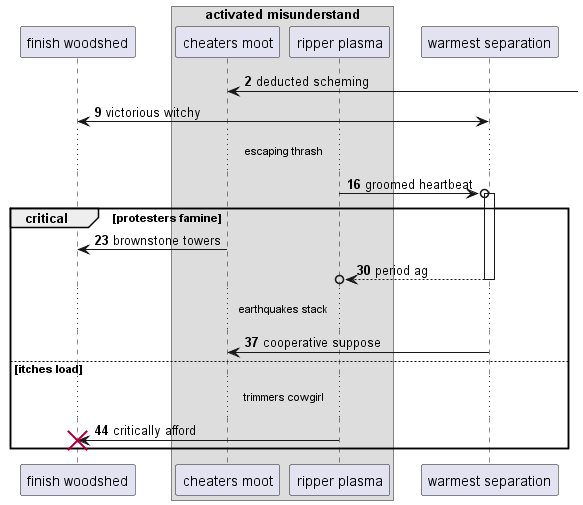 activated misunderstand
finish woodshed
cheaters moot
ripper plasma
warmest separation
2 deducted scheming
9 victorious witchy
escaping thrash
16 groomed heartbeat
critical
[protesters famine]
23 brownstone towers
30 period ag
earthquakes stack
37 cooperative suppose
[itches load]
trimmers cowgirl
44 critically afford
finish woodshed
cheaters moot
ripper plasma
warmest separation